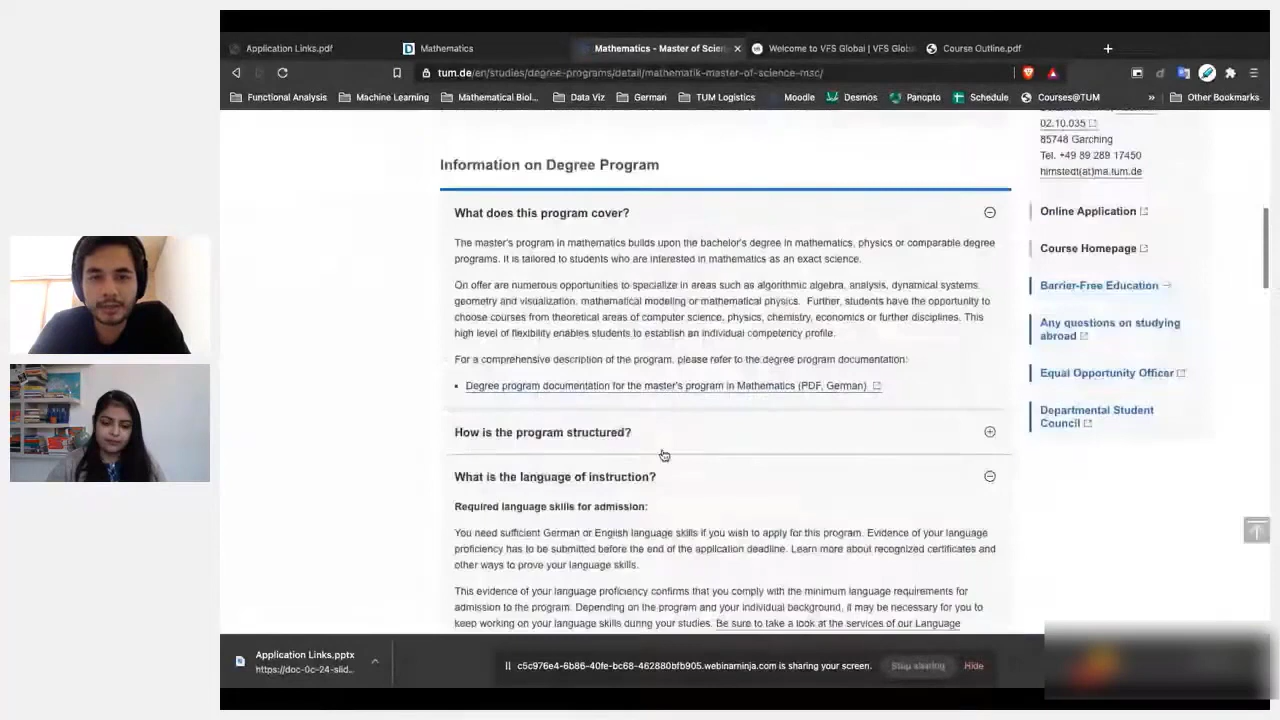 Application Links.pdf
Mathematics
Mathematics - Master of Scien
Welcome to VFS Global | VFS Globa
Course Outline.pdf
tum.de/en/studies/degree-programs/detail/mathematik-master-of-science-msc/
Functional Analysis
Machine Learning
Mathematical Biol...
Data Viz
German
TUM Logistics
Moodle
Desmos
Panopto
Schedule
Courses@TUM
»
Other Bookmarks
02.10.035
85748 Garching
Tel. +49 89 289 17450
himstedt(at)ma.tum.de
Information on Degree Program
What does this program cover?
The master's program in mathematics builds upon the bachelor's degree in mathematics, physics or comparable degree
programs. It is tailored to students who are interested in mathematics as an exact science.
On offer are numerous opportunities to specialize in areas such as algorithmic algebra, analysis, dynamical systems,
geometry and visualization, mathematical modeling or mathematical physics. Further, students have the opportunity to
choose courses from theoretical areas of computer science, physics, chemistry, economics or further disciplines. This
high level of flexibility enables students to establish an individual competency profile.
For a comprehensive description of the program, please refer to the degree program documentation:
Degree program documentation for the master's program in Mathematics (PDF, German)
How is the program structured?
What is the language of instruction?
Required language skills for admission:
You need sufficient German or English language skills if you wish to apply for this program. Evidence of your language
proficiency has to be submitted before the end of the application deadline. Learn more about recognized certificates and
other ways to prove your language skills.
This evidence of your language proficiency confirms that you comply with the minimum language requirements for
admission to the program. Depending on the program and your individual background, it may be necessary for you to
keep working on your language skills during your studies. Be sure to take a look at the services of our Language
Online Application
Course Homepage
Barrier-Free Education
Any questions on studying
abroad
Equal Opportunity Officer
Departmental Student
Council
Application Links.pptx
https://doc-0c-24-slid...
c5c976e4-6b86-40fe-bc68-462880bfb905.webinarninja.com is sharing your screen.
Stop sharing
Hide